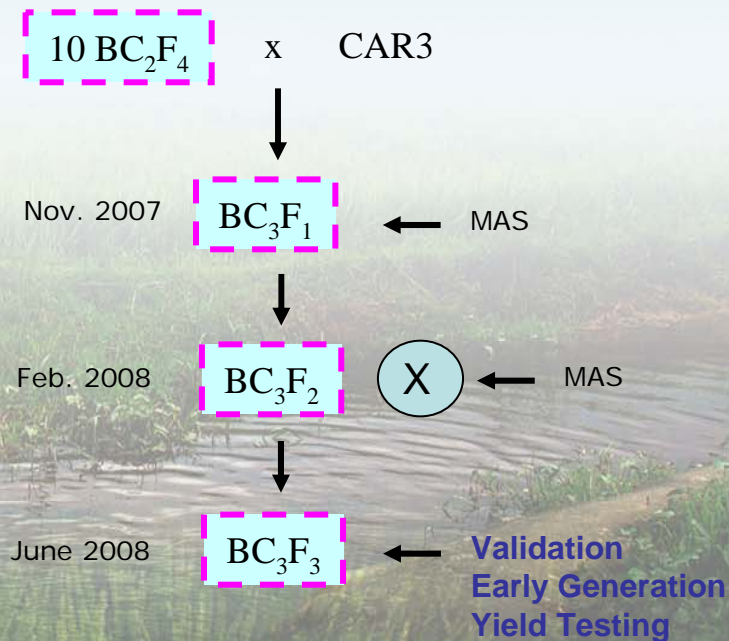 10 BC₂F₄ x CAR3
Nov. 2007 BC₃F₁ MAS
Feb. 2008 BC₃F₂ X MAS
June 2008 BC₃F₃ Validation
Early Generation
Yield Testing